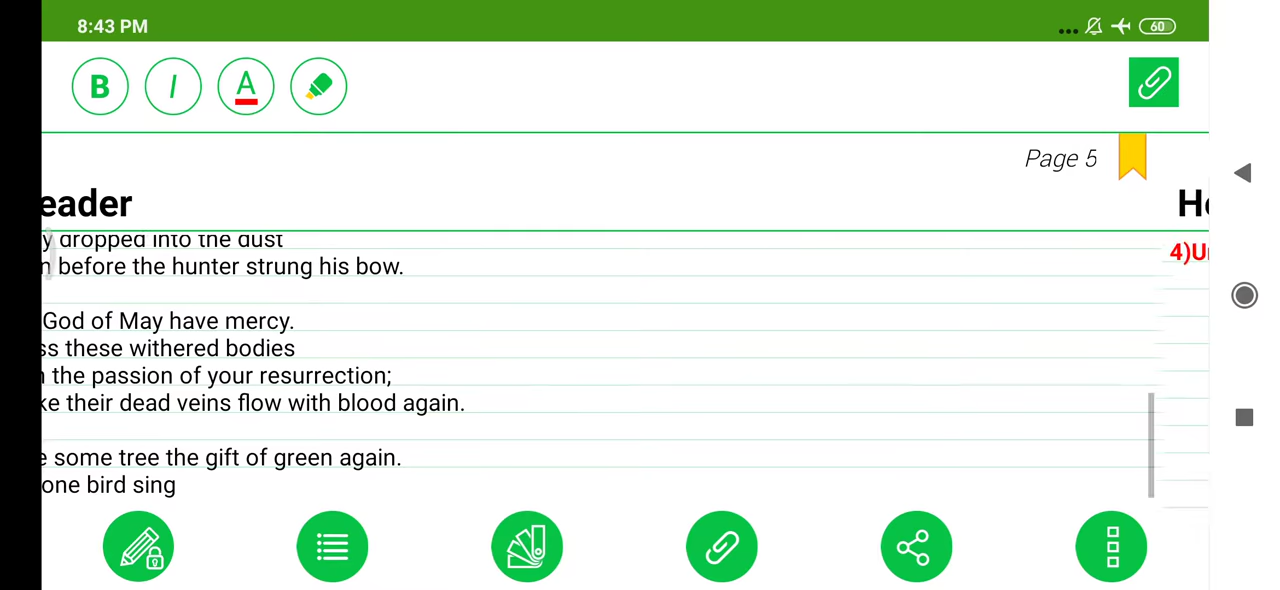 8:43 PM
60
B I A
Page 5
eader
He
y dropped into the dust
4)U
before the hunter strung his bow.
God of May have mercy.
ss these withered bodies
the passion of your resurrection;
ke their dead veins flow with blood again.
e some tree the gift of green again.
one bird sing